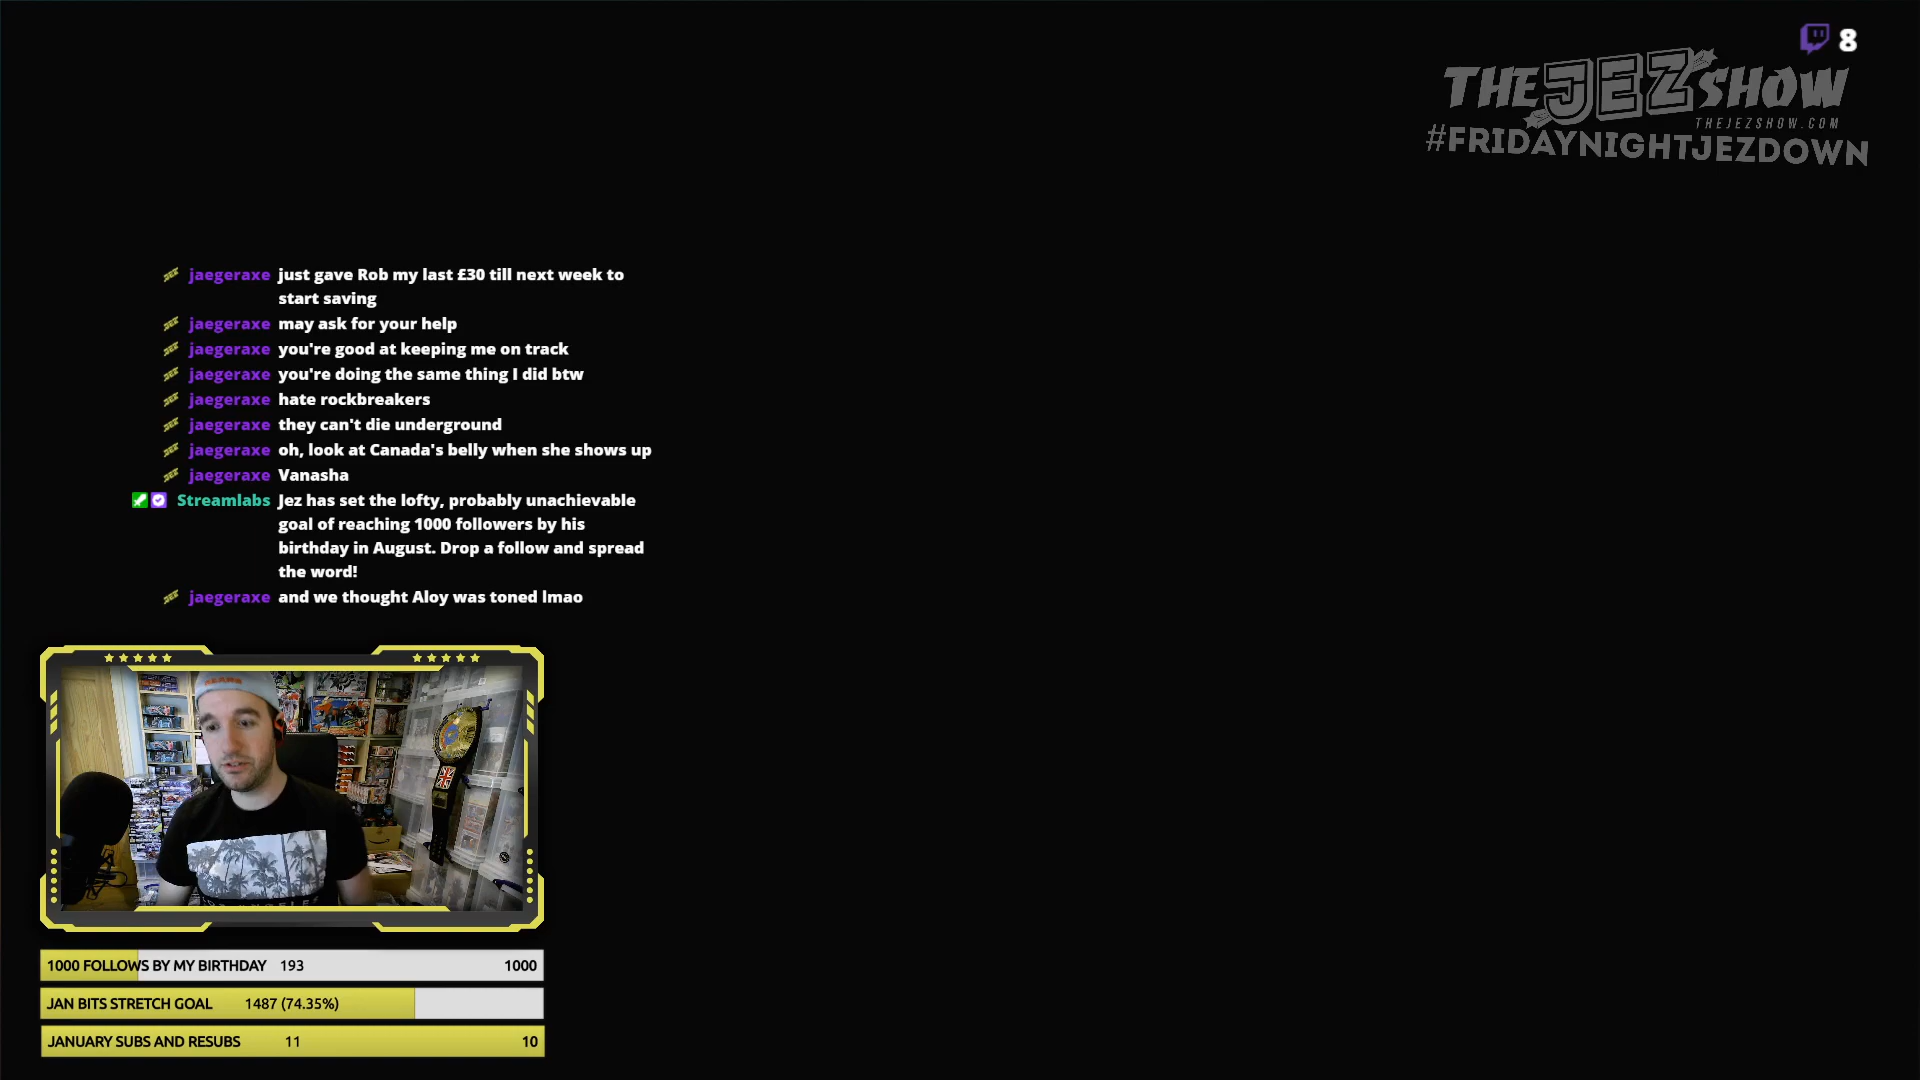 8
THE JEZ SHOW
THEJEZSHOW.COM
#FRIDAYNIGHTJEZDOWN
jaegeraxe just gave Rob my last £30 till next week to
start saving
jaegeraxe may ask for your help
jaegeraxe you're good at keeping me on track
jaegeraxe you're doing the same thing I did btw
jaegeraxe hate rockbreakers
jaegeraxe they can't die underground
jaegeraxe oh, look at Canada's belly when she shows up
jaegeraxe Vanasha
Streamlabs Jez has set the lofty, probably unachievable
goal of reaching 1000 followers by his
birthday in August. Drop a follow and spread
the word!
jaegeraxe and we thought Aloy was toned lmao
1000 FOLLOWS BY MY BIRTHDAY 193 1000
JAN BITS STRETCH GOAL 1487 (74.35%)
JANUARY SUBS AND RESUBS 11 10